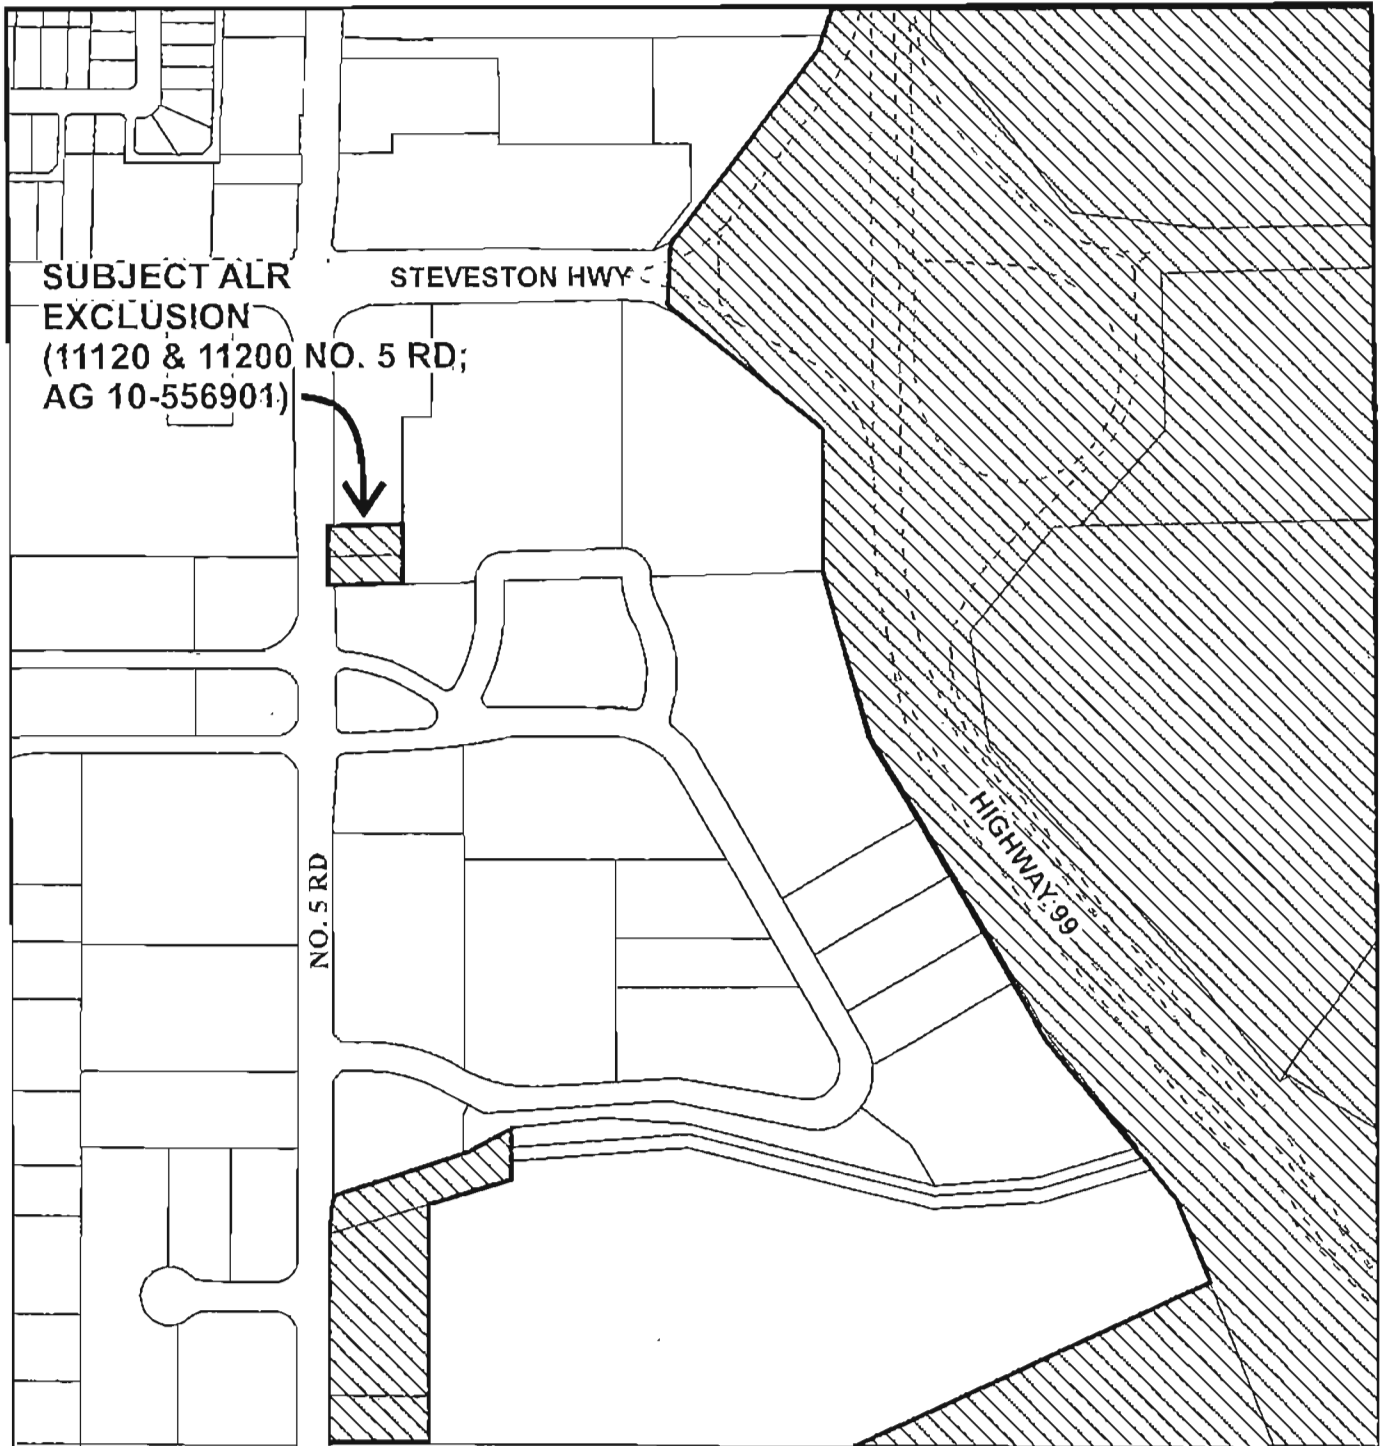 SUBJECT ALR
EXCLUSION
(11120 & 11200 NO. 5 RD;
AG 10-556901)
STEVESTON HWY
HIGHWAY 99
NO. 5 RD